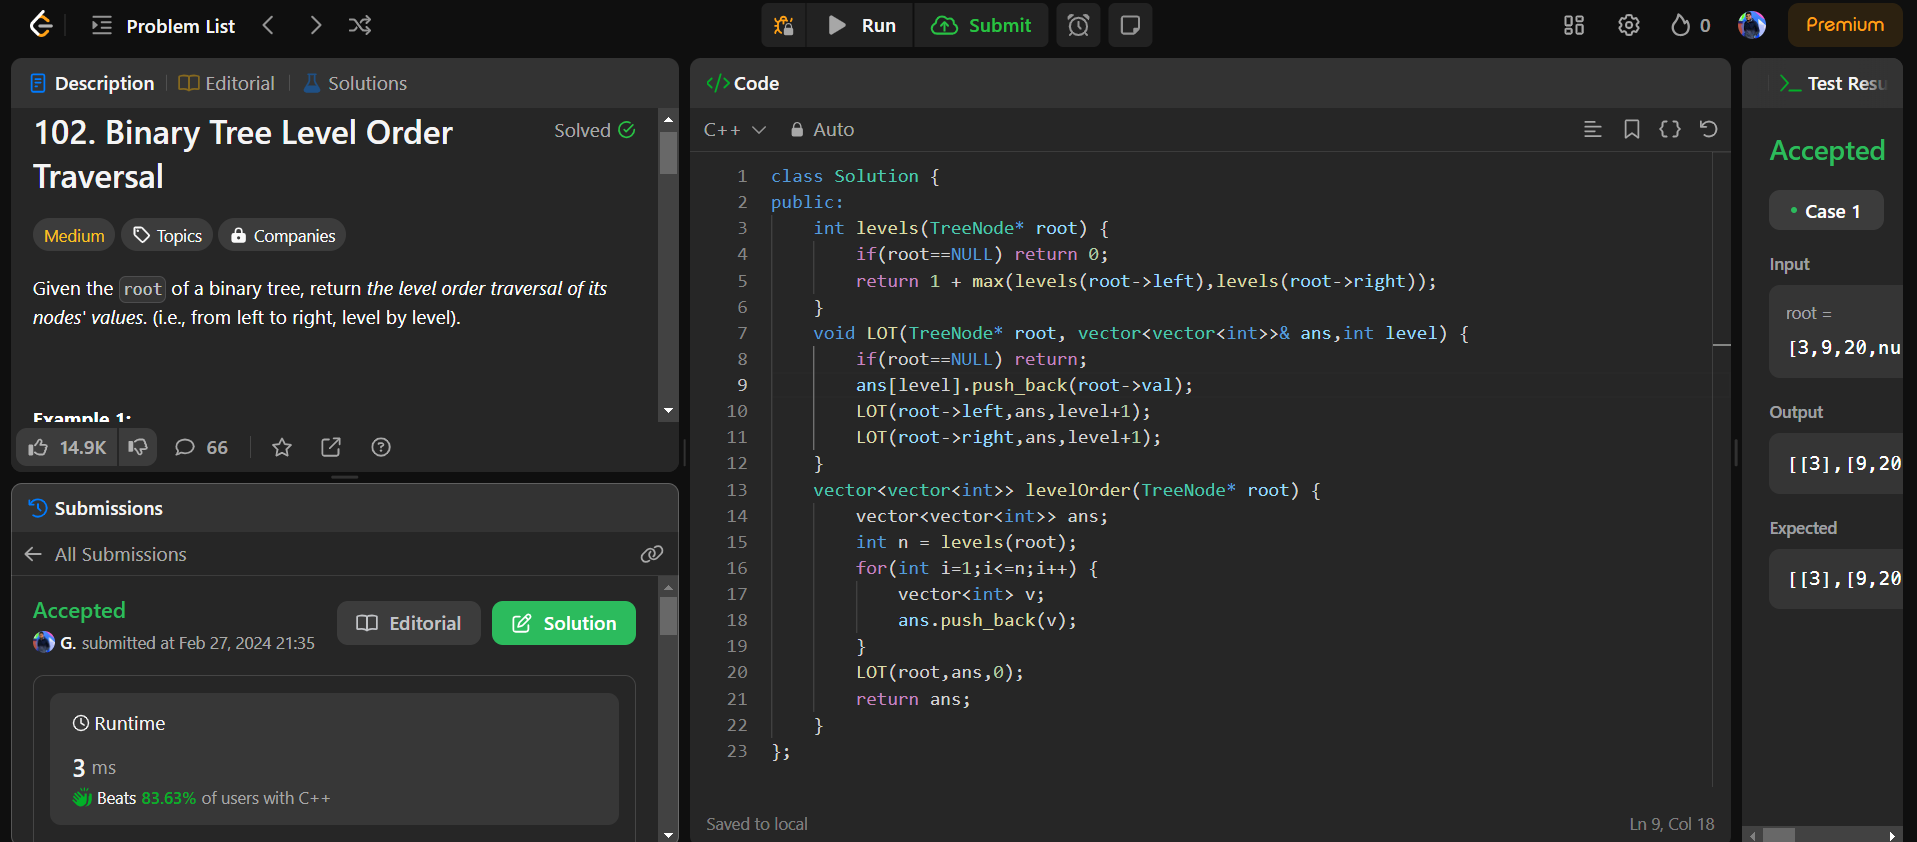 Problem List
Run
Submit
0
Premium
Description
Editorial
Solutions
102. Binary Tree Level Order
Traversal
Solved
Medium
Topics
Companies
Given the root of a binary tree, return the level order traversal of its
nodes' values. (i.e., from left to right, level by level).
Example 1:
14.9K
66
Submissions
All Submissions
Accepted
G. submitted at Feb 27, 2024 21:35
Editorial
Solution
Runtime
3 ms
Beats 83.63% of users with C++
</> Code
C++
Auto
1 class Solution {
2 public:
3     int levels(TreeNode* root) {
4         if(root==NULL) return 0;
5         return 1 + max(levels(root->left),levels(root->right));
6     }
7     void LOT(TreeNode* root, vector<vector<int>>& ans,int level) {
8         if(root==NULL) return;
9         ans[level].push_back(root->val);
10         LOT(root->left,ans,level+1);
11         LOT(root->right,ans,level+1);
12     }
13     vector<vector<int>> levelOrder(TreeNode* root) {
14         vector<vector<int>> ans;
15         int n = levels(root);
16         for(int i=1;i<=n;i++) {
17             vector<int> v;
18             ans.push_back(v);
19         }
20         LOT(root,ans,0);
21         return ans;
22     }
23 };
Saved to local
Ln 9, Col 18
Test Resu
Accepted
Case 1
Input
root =
[3,9,20,nu
Output
[[3],[9,20
Expected
[[3],[9,20